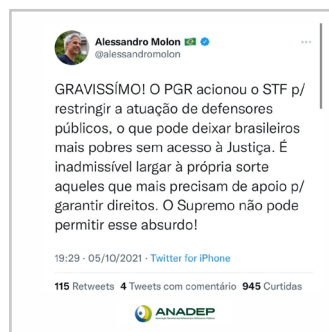 Alessandro Molon
@alessandromolon
GRAVISSÍMO! O PGR acionou o STF p/
restringir a atuação de defensores
públicos, o que pode deixar brasileiros
mais pobres sem acesso à Justiça. É
inadmissível largar à própria sorte
aqueles que mais precisam de apoio p/
garantir direitos. O Supremo não pode
permitir esse absurdo!
19:29 · 05/10/2021 · Twitter for iPhone
115 Retweets 4 Tweets com comentário 945 Curtidas
ANADEP